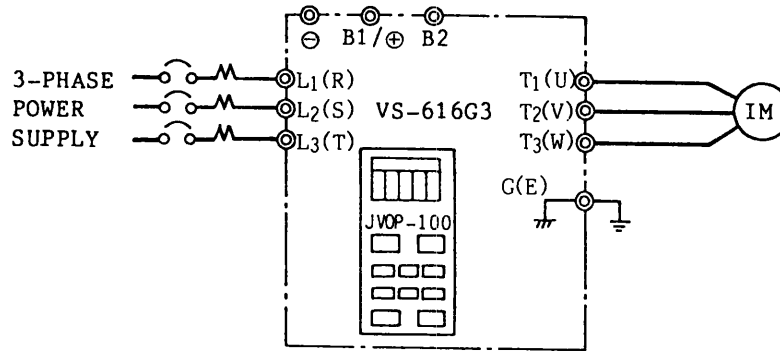 ⊖ B1/⊕ B2
3-PHASE L1(R) T1(U)
POWER L2(S) VS-616G3 T2(V) IM
SUPPLY L3(T) T3(W)
G(E)
JVOP-100